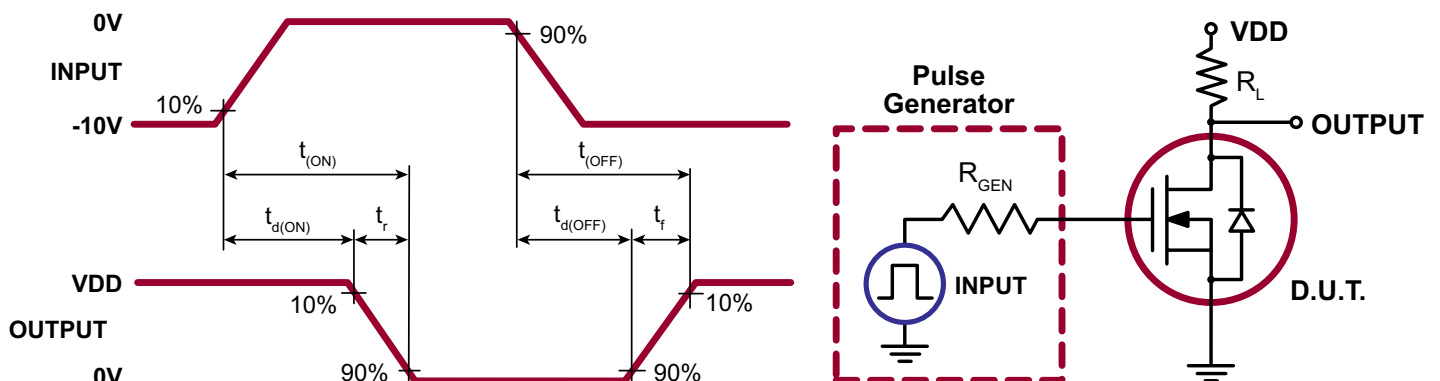 0V
INPUT
10%
-10V
90%
t(ON)
t(OFF)
td(ON)
tr
td(OFF)
tf
VDD
10%
OUTPUT
90%
0V
10%
90%
Pulse
Generator
RGEN
INPUT
VDD
RL
OUTPUT
D.U.T.